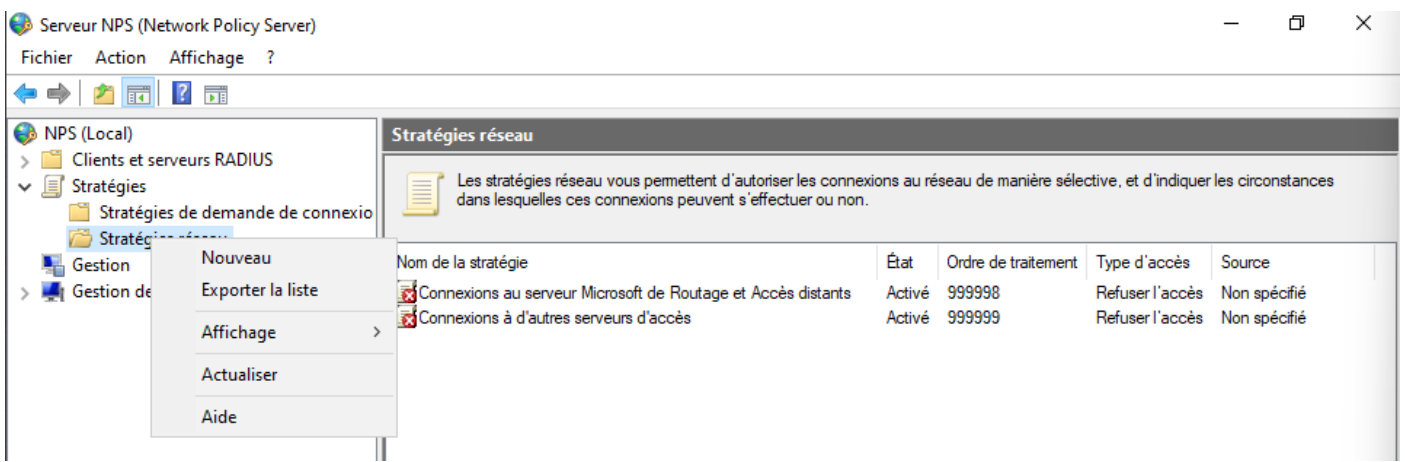 Serveur NPS (Network Policy Server)
Fichier Action Affichage ?
NPS (Local)
Clients et serveurs RADIUS
Stratégies
Stratégies de demande de connexio
Stratégies réseau
Gestion
Gestion de
Nouveau
Exporter la liste
Affichage
Actualiser
Aide
Stratégies réseau
Les stratégies réseau vous permettent d'autoriser les connexions au réseau de manière sélective, et d'indiquer les circonstances
dans lesquelles ces connexions peuvent s'effectuer ou non.
Nom de la stratégie État Ordre de traitement Type d'accès Source
Connexions au serveur Microsoft de Routage et Accès distants Activé 999998 Refuser l'accès Non spécifié
Connexions à d'autres serveurs d'accès Activé 999999 Refuser l'accès Non spécifié